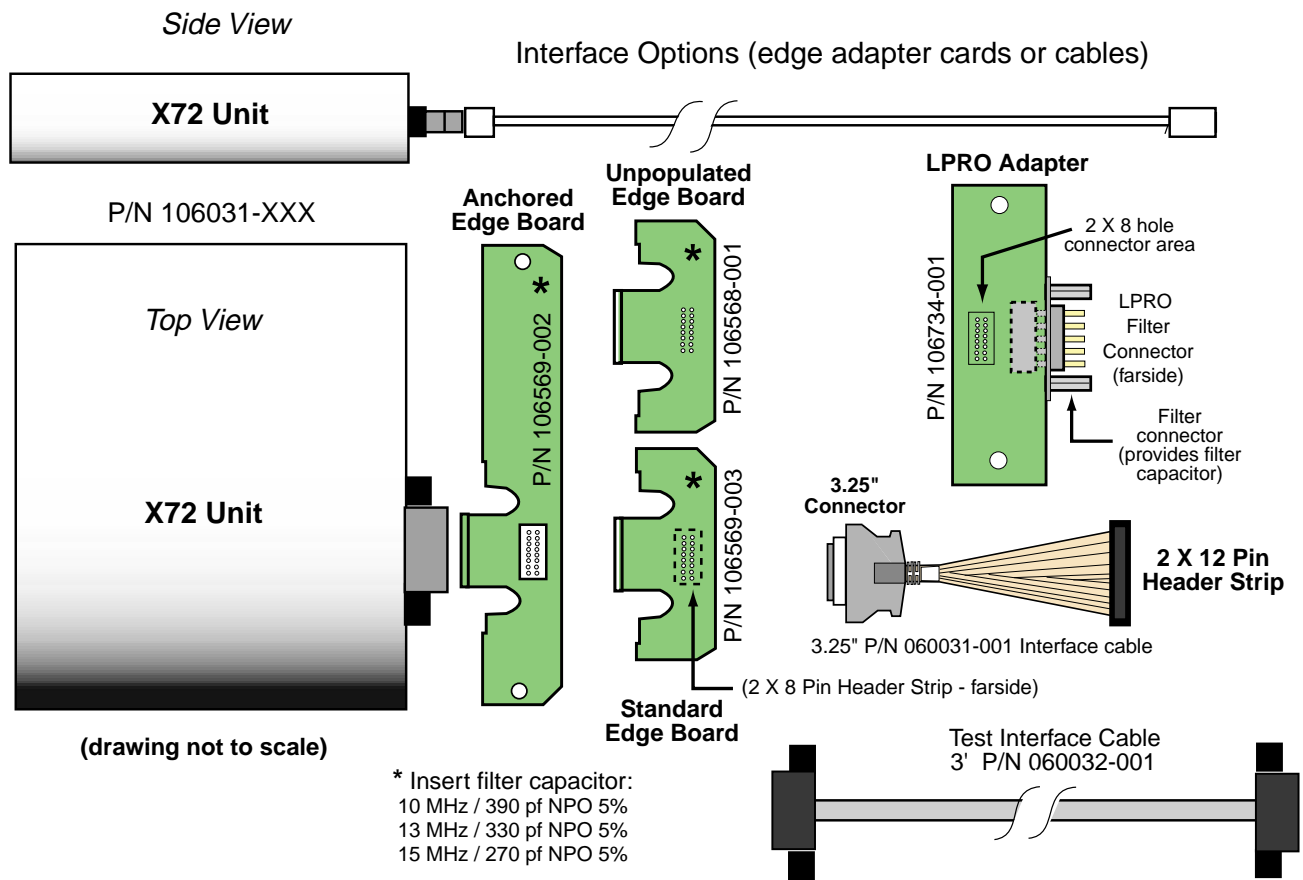 Side View
Interface Options (edge adapter cards or cables)
X72 Unit
P/N 106031-XXX
Top View
X72 Unit
(drawing not to scale)
Anchored
Edge Board
*
P/N 106569-002
Unpopulated
Edge Board
*
P/N 106568-001
*
P/N 106569-003
(2 X 8 Pin Header Strip - farside)
Standard
Edge Board
* Insert filter capacitor:
10 MHz / 390 pf NPO 5%
13 MHz / 330 pf NPO 5%
15 MHz / 270 pf NPO 5%
LPRO Adapter
P/N 106734-001
2 X 8 hole
connector area
LPRO
Filter
Connector
(farside)
Filter
connector
(provides filter
capacitor)
3.25"
Connector
2 X 12 Pin
Header Strip
3.25" P/N 060031-001 Interface cable
Test Interface Cable
3' P/N 060032-001